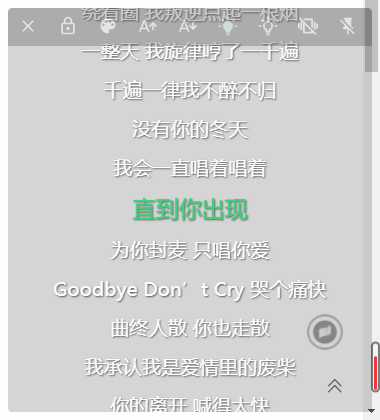 绕着圈 我叛逆点起一根烟
一整天 我旋律哼了一千遍
千遍一律我不醉不归
没有你的冬天
我会一直唱着唱着
直到你出现
为你封麦 只唱你爱
Goodbye Don’t Cry 哭个痛快
曲终人散 你也走散
我承认我是爱情里的废柴
你的离开 喊得太快